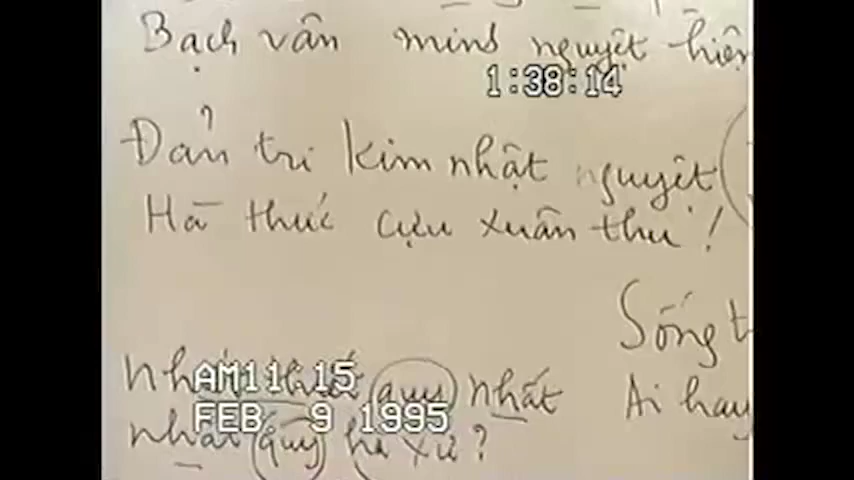 Bạch vân minh nguyệt hiện
1:38:14
Đản tri kim nhật nguyệt
Hà thức cựu xuân thu!
Sống
nhất
Ai hay
AM11:15
FEB. 9 1995
quy hà xứ?